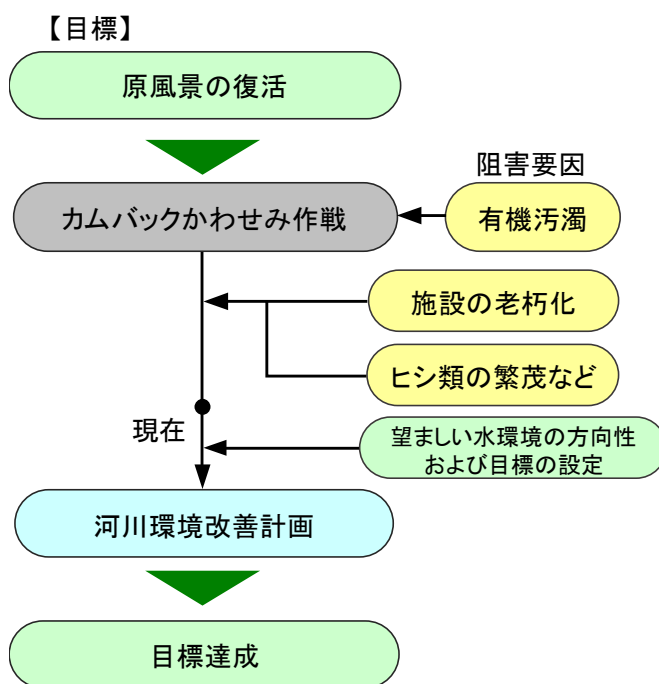 【目標】
原風景の復活
阻害要因
カムバックかわせみ作戦
有機汚濁
施設の老朽化
ヒシ類の繁茂など
現在
望ましい水環境の方向性
および目標の設定
河川環境改善計画
目標達成